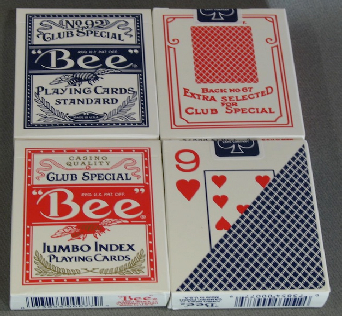 No. 92
CLUB SPECIAL
"Bee"
PLAYING CARDS
STANDARD
BACK NO. 67
EXTRA SELECTED
FOR
CLUB SPECIAL
CASINO
QUALITY
CLUB SPECIAL
"Bee"
JUMBO INDEX
PLAYING CARDS
Bee
9